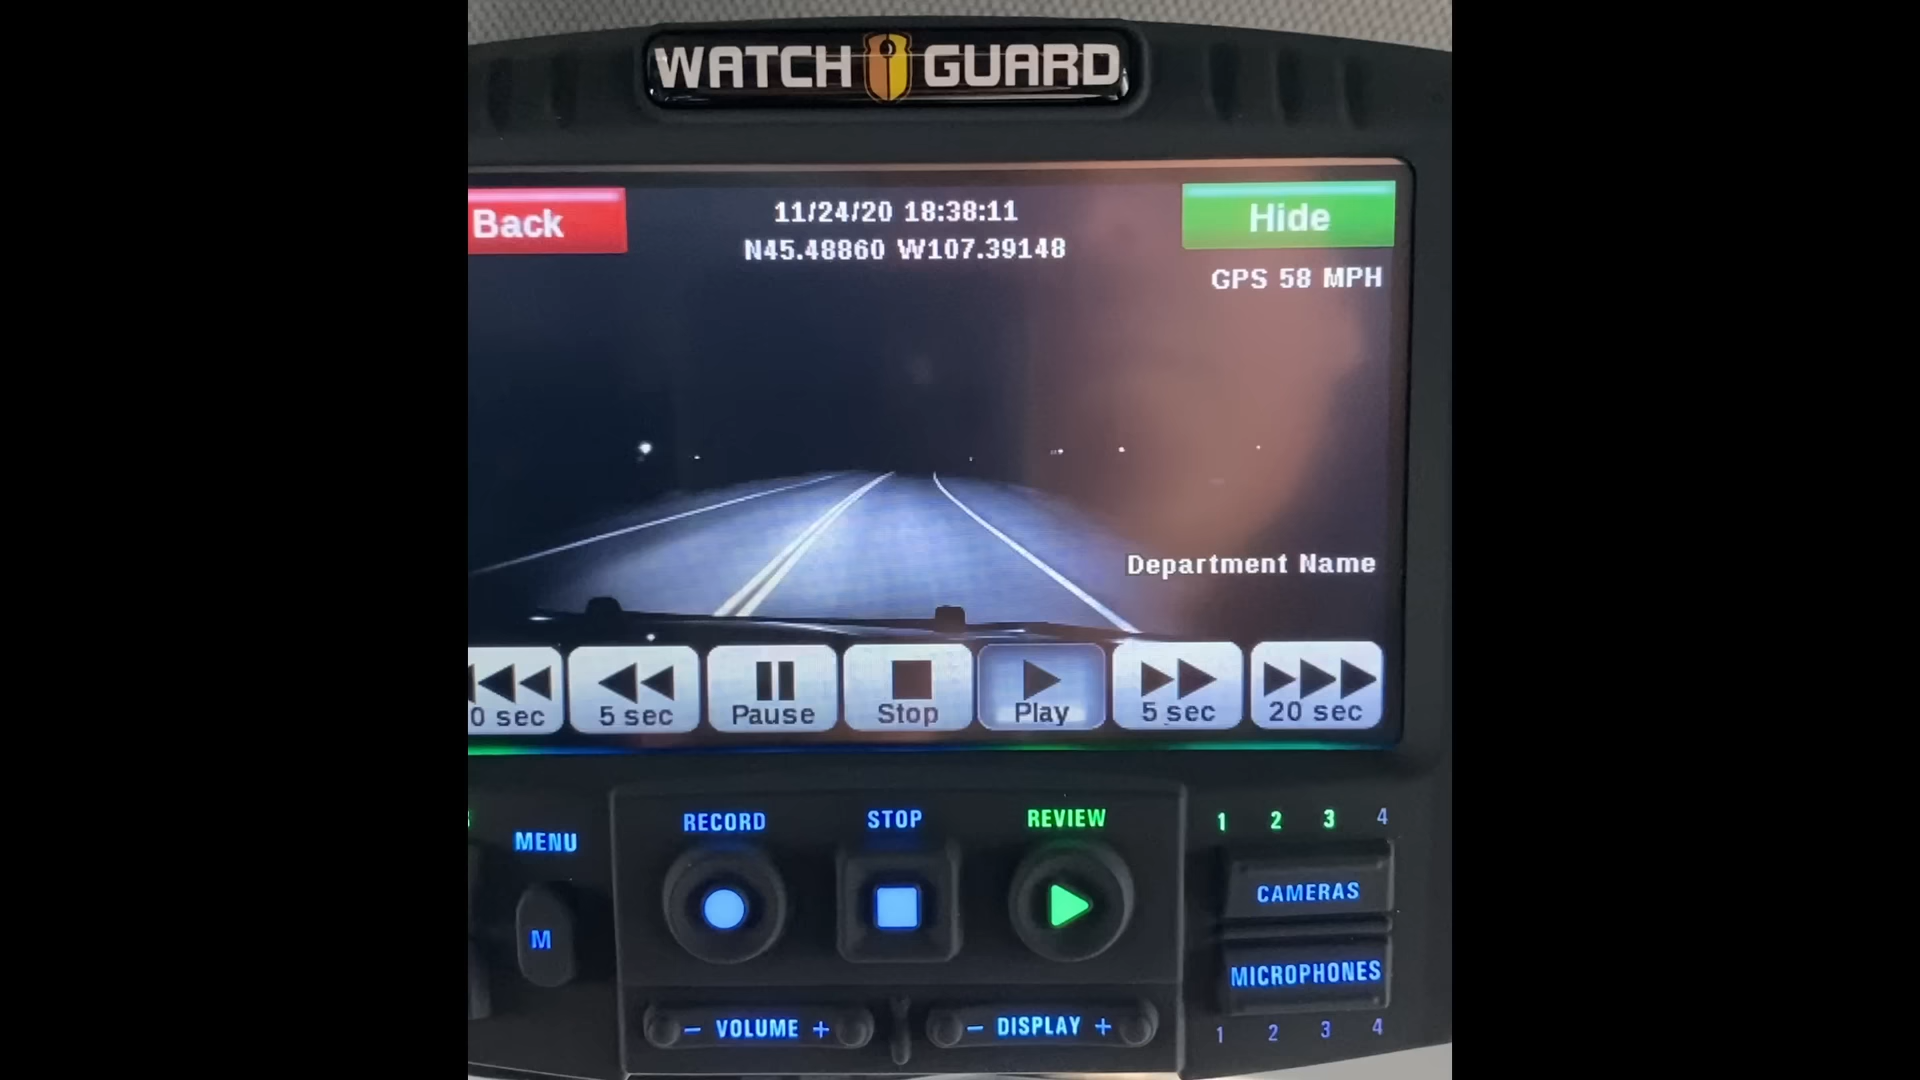 WATCH GUARD
Back
11/24/20 18:38:11
Hide
N45.48860 W107.39148
GPS 58 MPH
Department Name
0 sec
5 sec
Pause
Stop
Play
5 sec
20 sec
MENU
RECORD
STOP
REVIEW
1 2 3 4
M
CAMERAS
MICROPHONES
- VOLUME +
- DISPLAY +
1 2 3 4